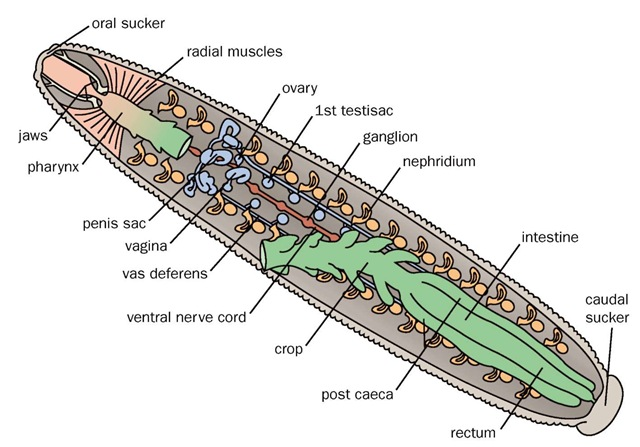 oral sucker
radial muscles
ovary
1st testisac
ganglion
nephridium
jaws
pharynx
penis sac
vagina
vas deferens
ventral nerve cord
crop
post caeca
rectum
intestine
caudal
sucker